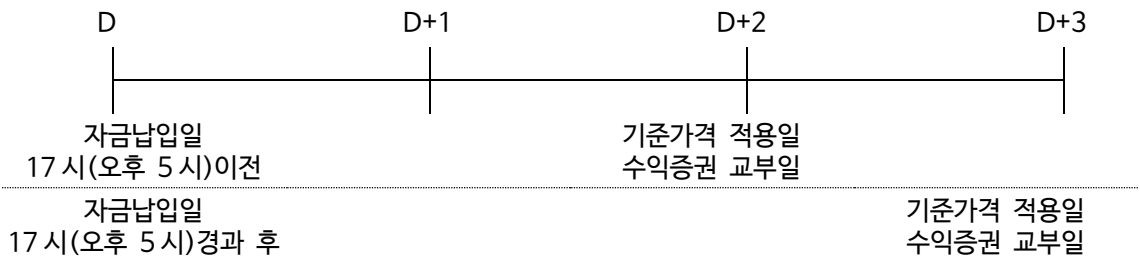 D D+1 D+2 D+3
자금납입일 기준가격 적용일
17시(오후 5시)이전 수익증권 교부일
자금납입일 기준가격 적용일
17시(오후 5시)경과 후 수익증권 교부일